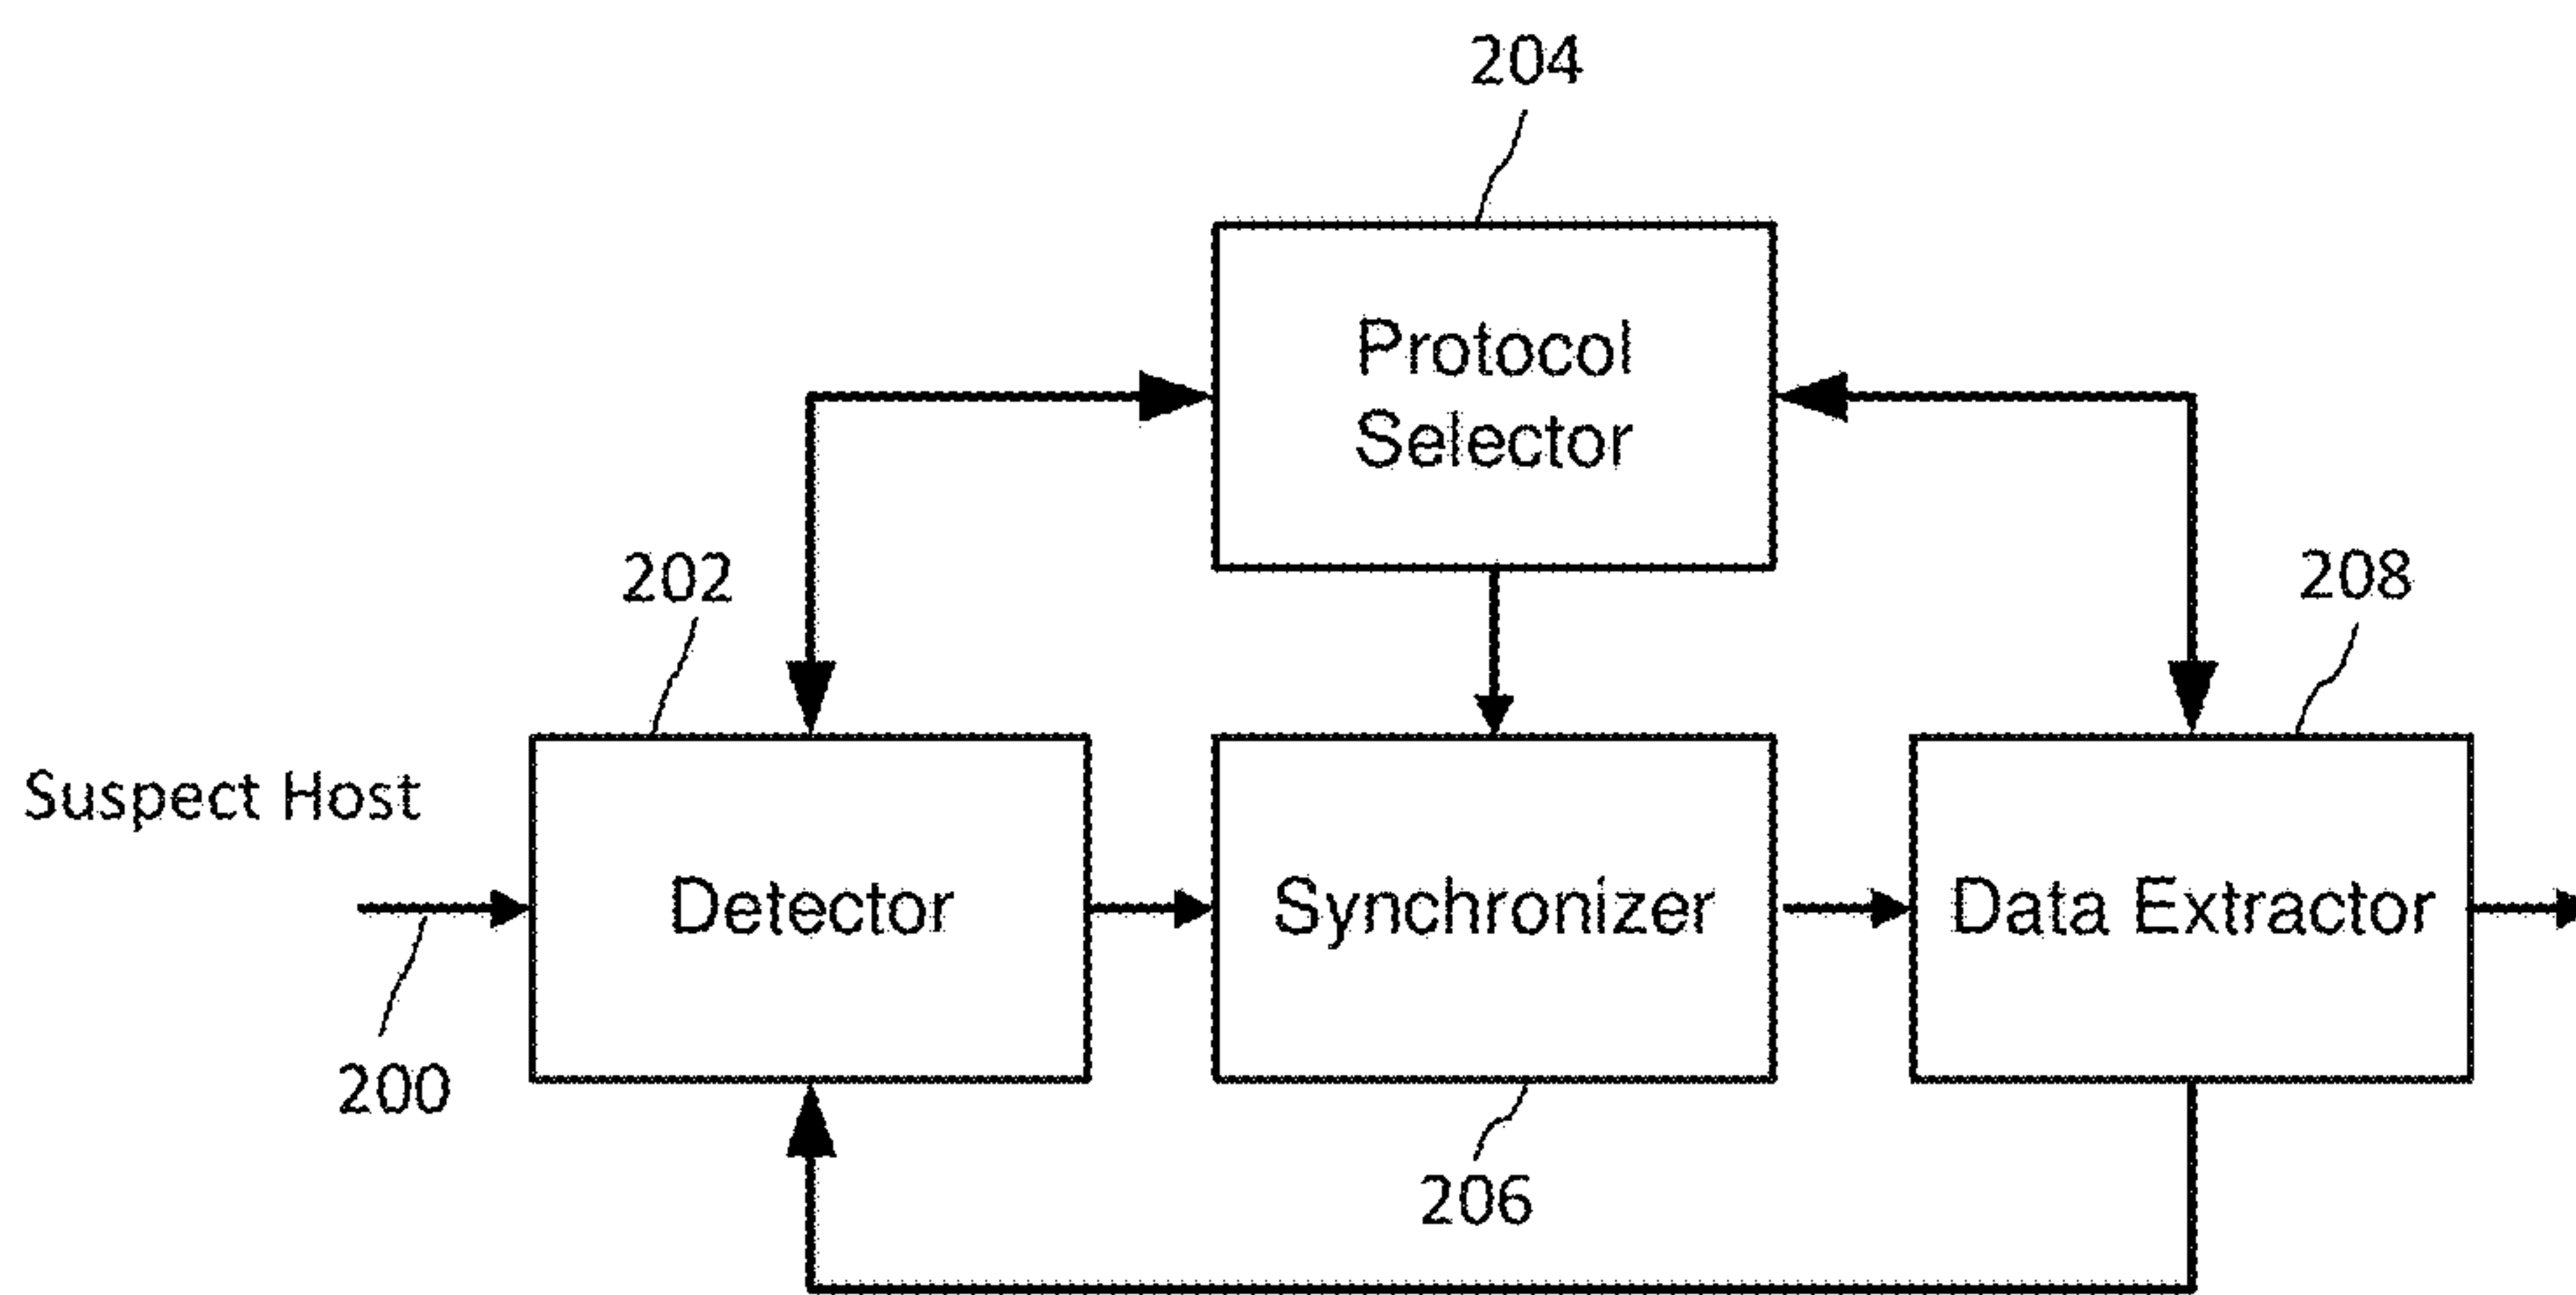 204
Protocol
Selector
202
208
Suspect Host
Detector
Synchronizer
Data Extractor
200
206